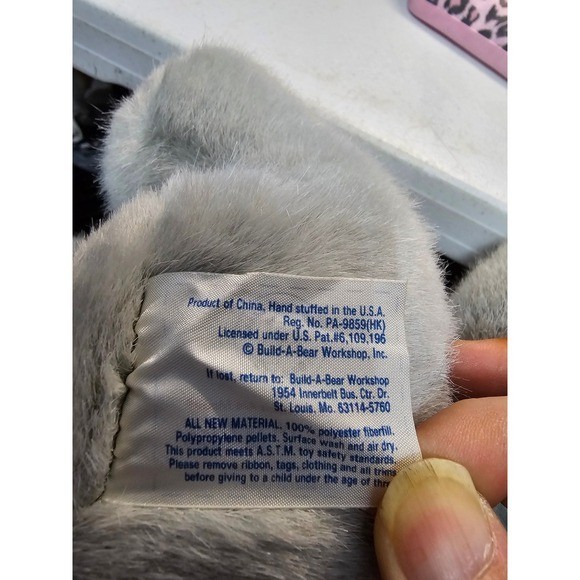 Product of China, Hand stuffed in the U.S.A.
Reg. No. PA-9859(HK)
Licensed under U.S. Pat.#6,109,196
© Build-A-Bear Workshop, Inc.
If lost, return to: Build-A-Bear Workshop
1954 Innerbelt Bus. Ctr. Dr.
St. Louis, Mo. 63114-5760
ALL NEW MATERIAL. 100% polyester fiberfill.
Polypropylene pellets. Surface wash and air dry.
This product meets A.S.T.M. toy safety standards.
Please remove ribbon, tags, clothing and all trims
before giving to a child under the age of